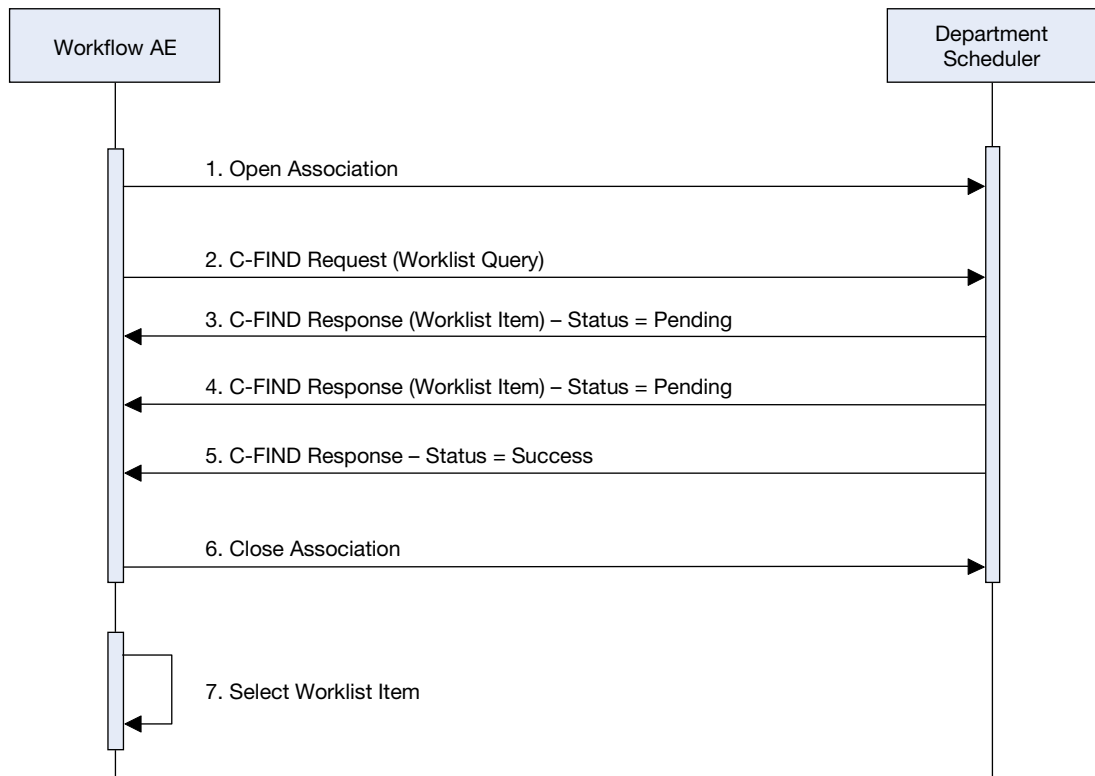 Workflow AE
Department
Scheduler
1. Open Association
2. C-FIND Request (Worklist Query)
3. C-FIND Response (Worklist Item) – Status = Pending
4. C-FIND Response (Worklist Item) – Status = Pending
5. C-FIND Response – Status = Success
6. Close Association
7. Select Worklist Item